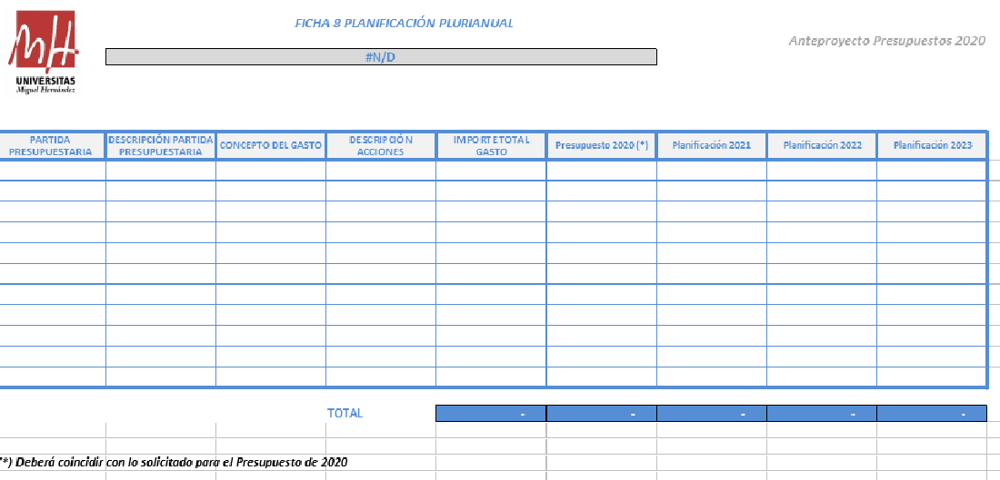 FICHA 8 PLANIFICACIÓN PLURIANUAL
Anteproyecto Presupuestos 2020
#N/D
UNIVERSITAS
Miguel Hernández
PARTIDA PRESUPUESTARIA
DESCRIPCIÓN PARTIDA PRESUPUESTARIA
CONCEPTO DEL GASTO
DESCRIPCIÓN ACCIONES
IMPORTE TOTAL GASTO
Presupuesto 2020 (*)
Planificación 2021
Planificación 2022
Planificación 2023
TOTAL - - - - -
(*) Deberá coincidir con lo solicitado para el Presupuesto de 2020